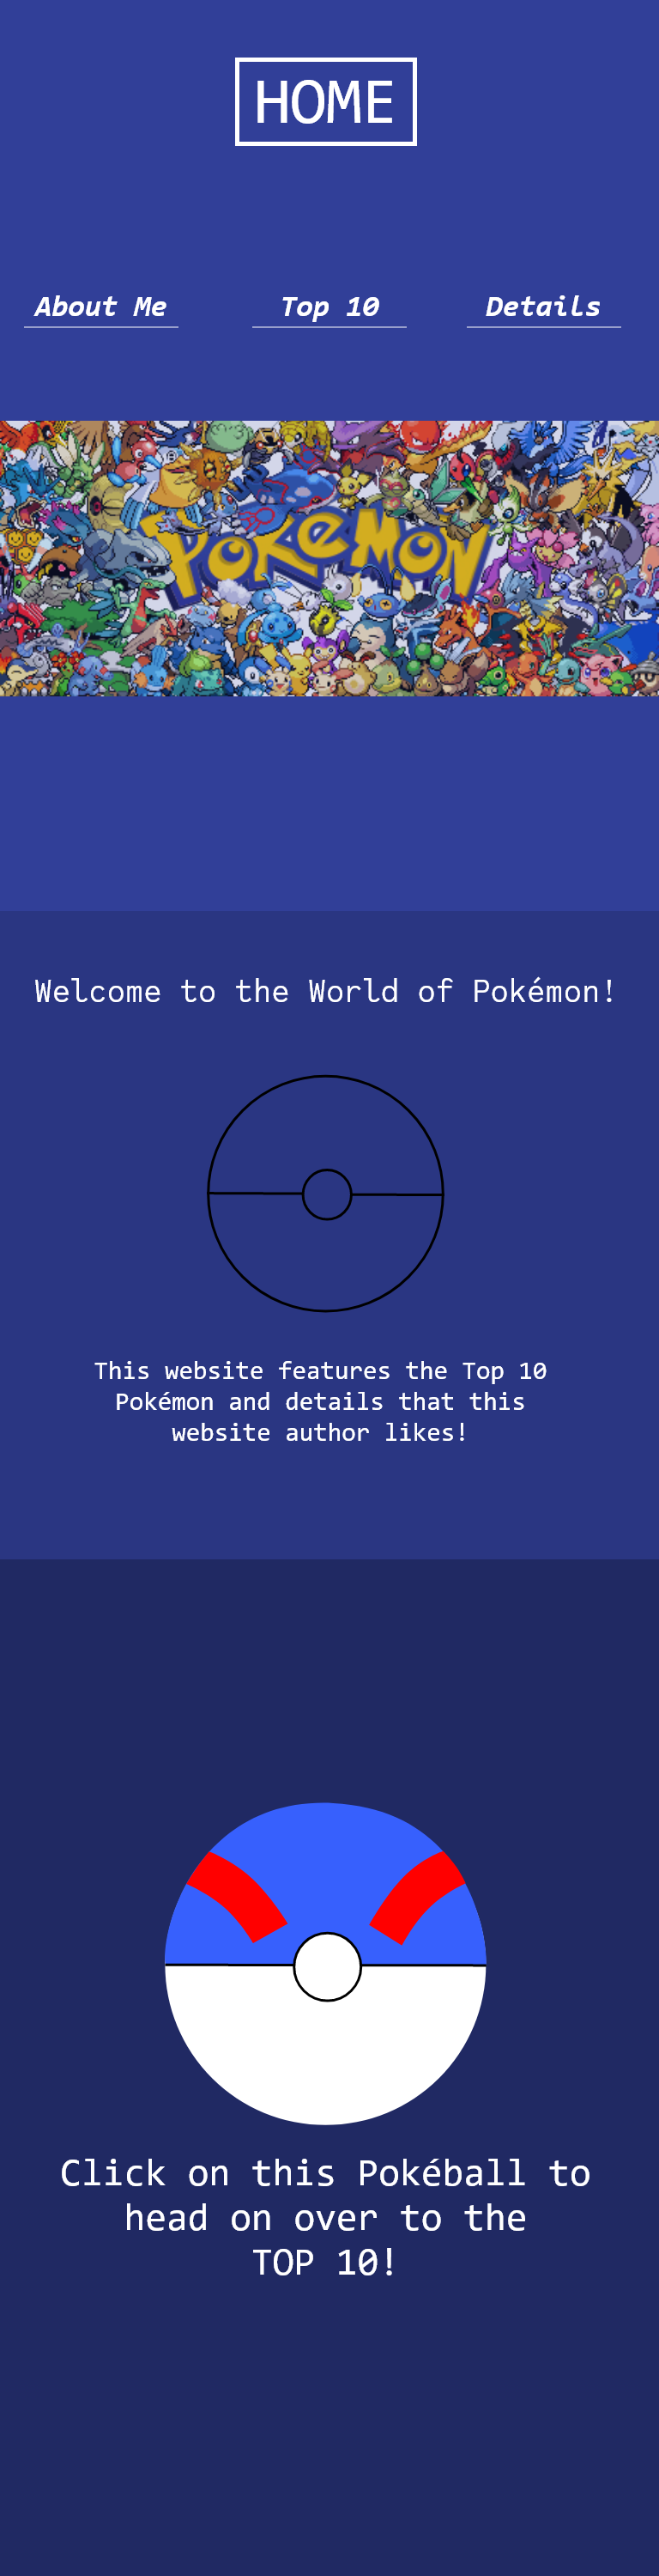 HOME
About Me
Top 10
Details
POKéMON
Welcome to the World of Pokémon!
This website features the Top 10
Pokémon and details that this
website author likes!
Click on this Pokéball to
head on over to the
TOP 10!